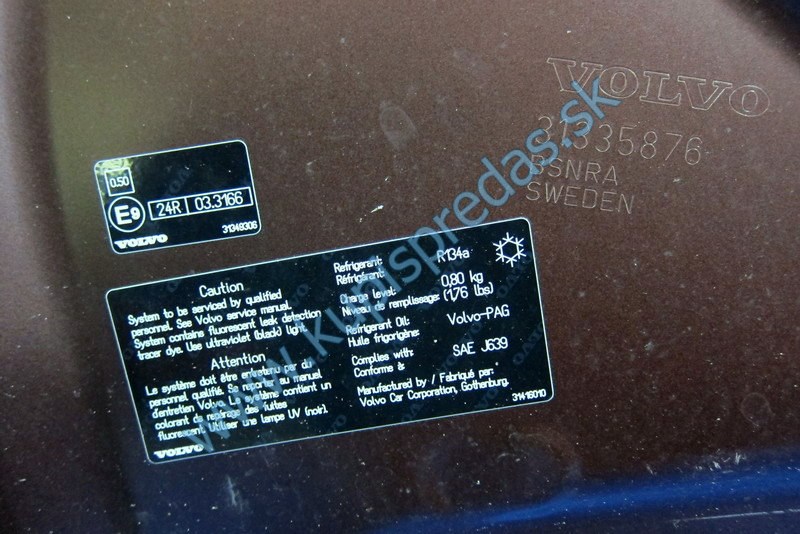 VOLVO
31335876
BSNRA
SWEDEN
0.50
E9
24R 03.3166
31349306
VOLVO
Caution
System to be serviced by qualified
personnel. See Volvo service manual.
System contains fluorescent leak detection
tracer dye. Use ultraviolet (black) light.
Attention
Le système doit être entretenu par du
personnel qualifié. Se reporter au manuel
d'entretien Volvo. Le système contient un
colorant de repérage des fuites
fluorescent. Utiliser une lampe UV (noir).
VOLVO
Refrigerant: R134a
Réfrigérant:
Charge level: 0,80 kg
Niveau de remplissage: (1,76 lbs)
Refrigerant Oil: Volvo-PAG
Huile frigorigène:
Complies with: SAE J639
Conforme à:
Manufactured by / Fabriqué par:
Volvo Car Corporation, Gothenburg.
31416010
www.kupispredas.sk